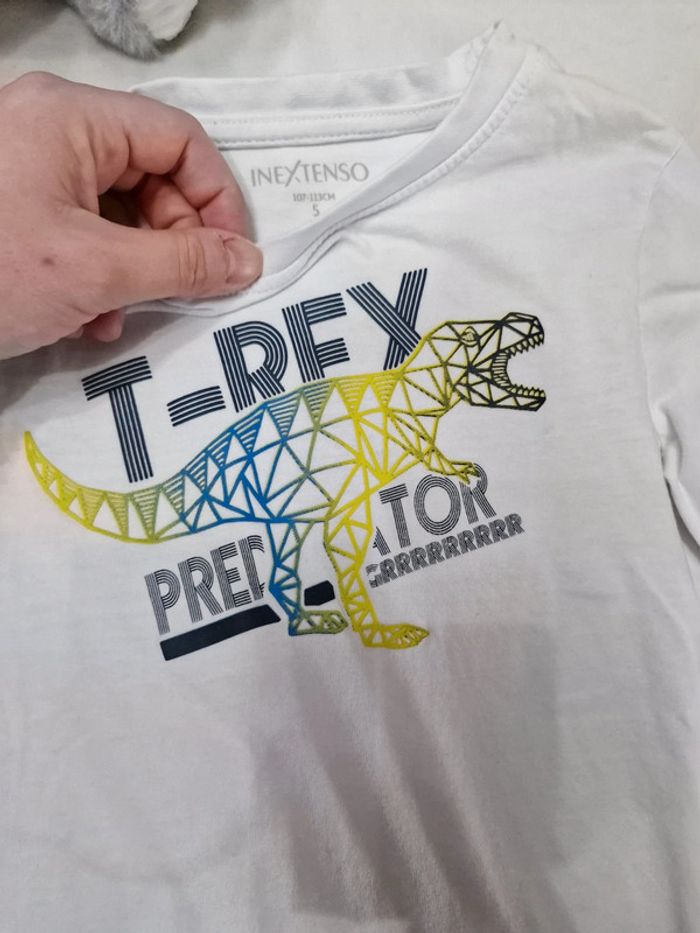 INEXTENSO
107-113CM
5
T-REX
PREDATOR
GRRRRRRRRRR